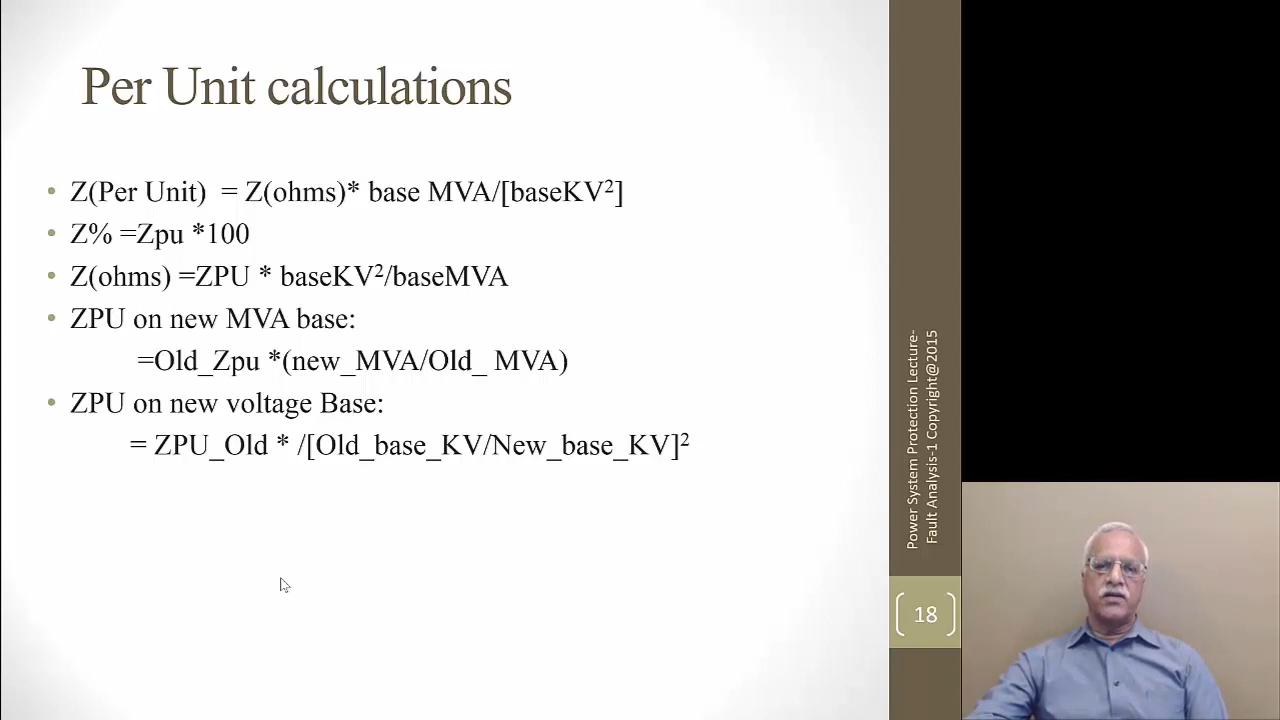 Per Unit calculations
• Z(Per Unit) = Z(ohms)* base MVA/[baseKV²]
• Z% =Zpu *100
• Z(ohms) =ZPU * baseKV²/baseMVA
• ZPU on new MVA base:
=Old_Zpu *(new_MVA/Old_ MVA)
• ZPU on new voltage Base:
= ZPU_Old * /[Old_base_KV/New_base_KV]²
Power System Protection Lecture-
Fault Analysis-1 Copyright@2015
18